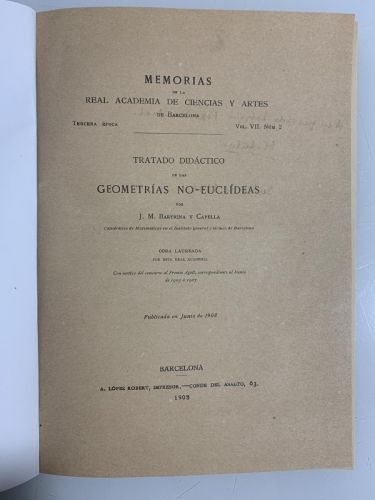 MEMORIAS
DE LA
REAL ACADEMIA DE CIENCIAS Y ARTES
DE BARCELONA
TERCERA ÉPOCA VOL. VII. NÚM. 2
TRATADO DIDÁCTICO
DE LAS
GEOMETRÍAS NO-EUCLÍDEAS
POR
J. M. BARTRINA Y CAPELLA
Catedrático de Matemáticas en el Instituto general y técnico de Barcelona
OBRA LAUREADA
POR ESTA REAL ACADEMIA
Con motivo del concurso al Premio Agell, correspondiente al trienio
de 1905 á 1907
Publicado en Junio de 1908
BARCELONA
A. LÓPEZ ROBERT, IMPRESOR,—CONDE DEL ASALTO, 63.
1908